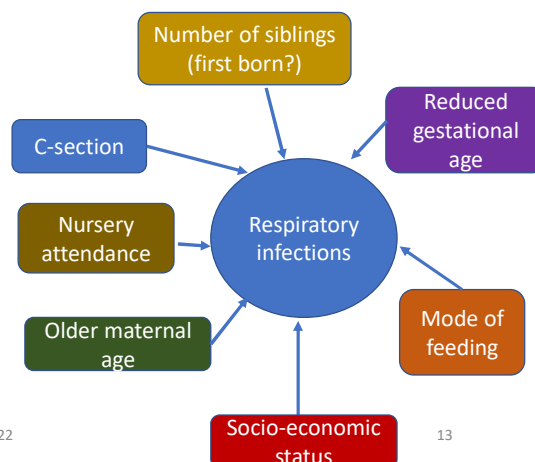 Number of siblings
(first born?)
Reduced
gestational
age
C-section
Nursery
attendance
Respiratory
infections
Older maternal
age
Mode of
feeding
Socio-economic
status
22
13